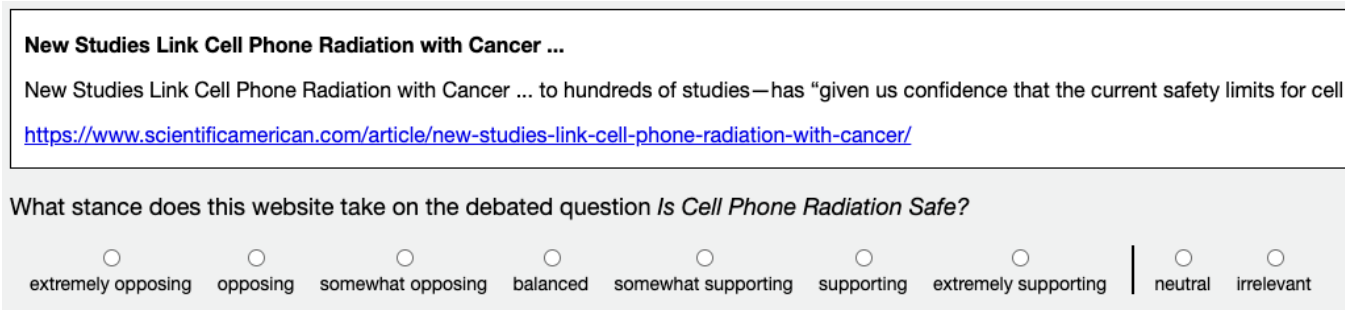 New Studies Link Cell Phone Radiation with Cancer ...
New Studies Link Cell Phone Radiation with Cancer ... to hundreds of studies—has “given us confidence that the current safety limits for cell
https://www.scientificamerican.com/article/new-studies-link-cell-phone-radiation-with-cancer/
What stance does this website take on the debated question Is Cell Phone Radiation Safe?
extremely opposing opposing somewhat opposing balanced somewhat supporting supporting extremely supporting neutral irrelevant